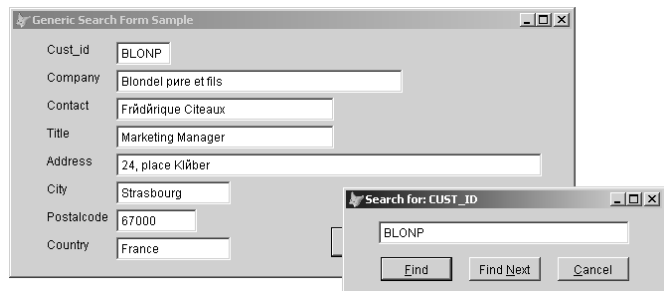 Generic Search Form Sample
Cust_id BLONP
Company Blondel pиre et fils
Contact Frйdйrique Citeaux
Title Marketing Manager
Address 24, place Klйber
City Strasbourg
Postalcode 67000
Country France
Search for: CUST_ID
BLONP
Find Find Next Cancel